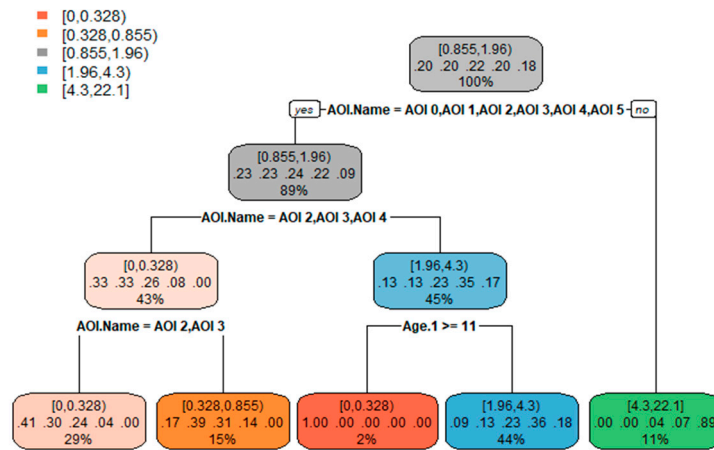 [0,0.328)
[0.328,0.855)
[0.855,1.96)
[1.96,4.3)
[4.3,22.1]
[0.855,1.96)
.20 .20 .22 .20 .18
100%
yes AOI.Name = AOI 0,AOI 1,AOI 2,AOI 3,AOI 4,AOI 5 no
[0.855,1.96)
.23 .23 .24 .22 .09
89%
AOI.Name = AOI 2,AOI 3,AOI 4
[0,0.328)
.33 .33 .26 .08 .00
43%
[1.96,4.3)
.13 .13 .23 .35 .17
45%
AOI.Name = AOI 2,AOI 3
Age.1 >= 11
[0,0.328)
.41 .30 .24 .04 .00
29%
[0.328,0.855)
.17 .39 .31 .14 .00
15%
[0,0.328)
1.00 .00 .00 .00 .00
2%
[1.96,4.3)
.09 .13 .23 .36 .18
44%
[4.3,22.1]
.00 .00 .04 .07 .89
11%